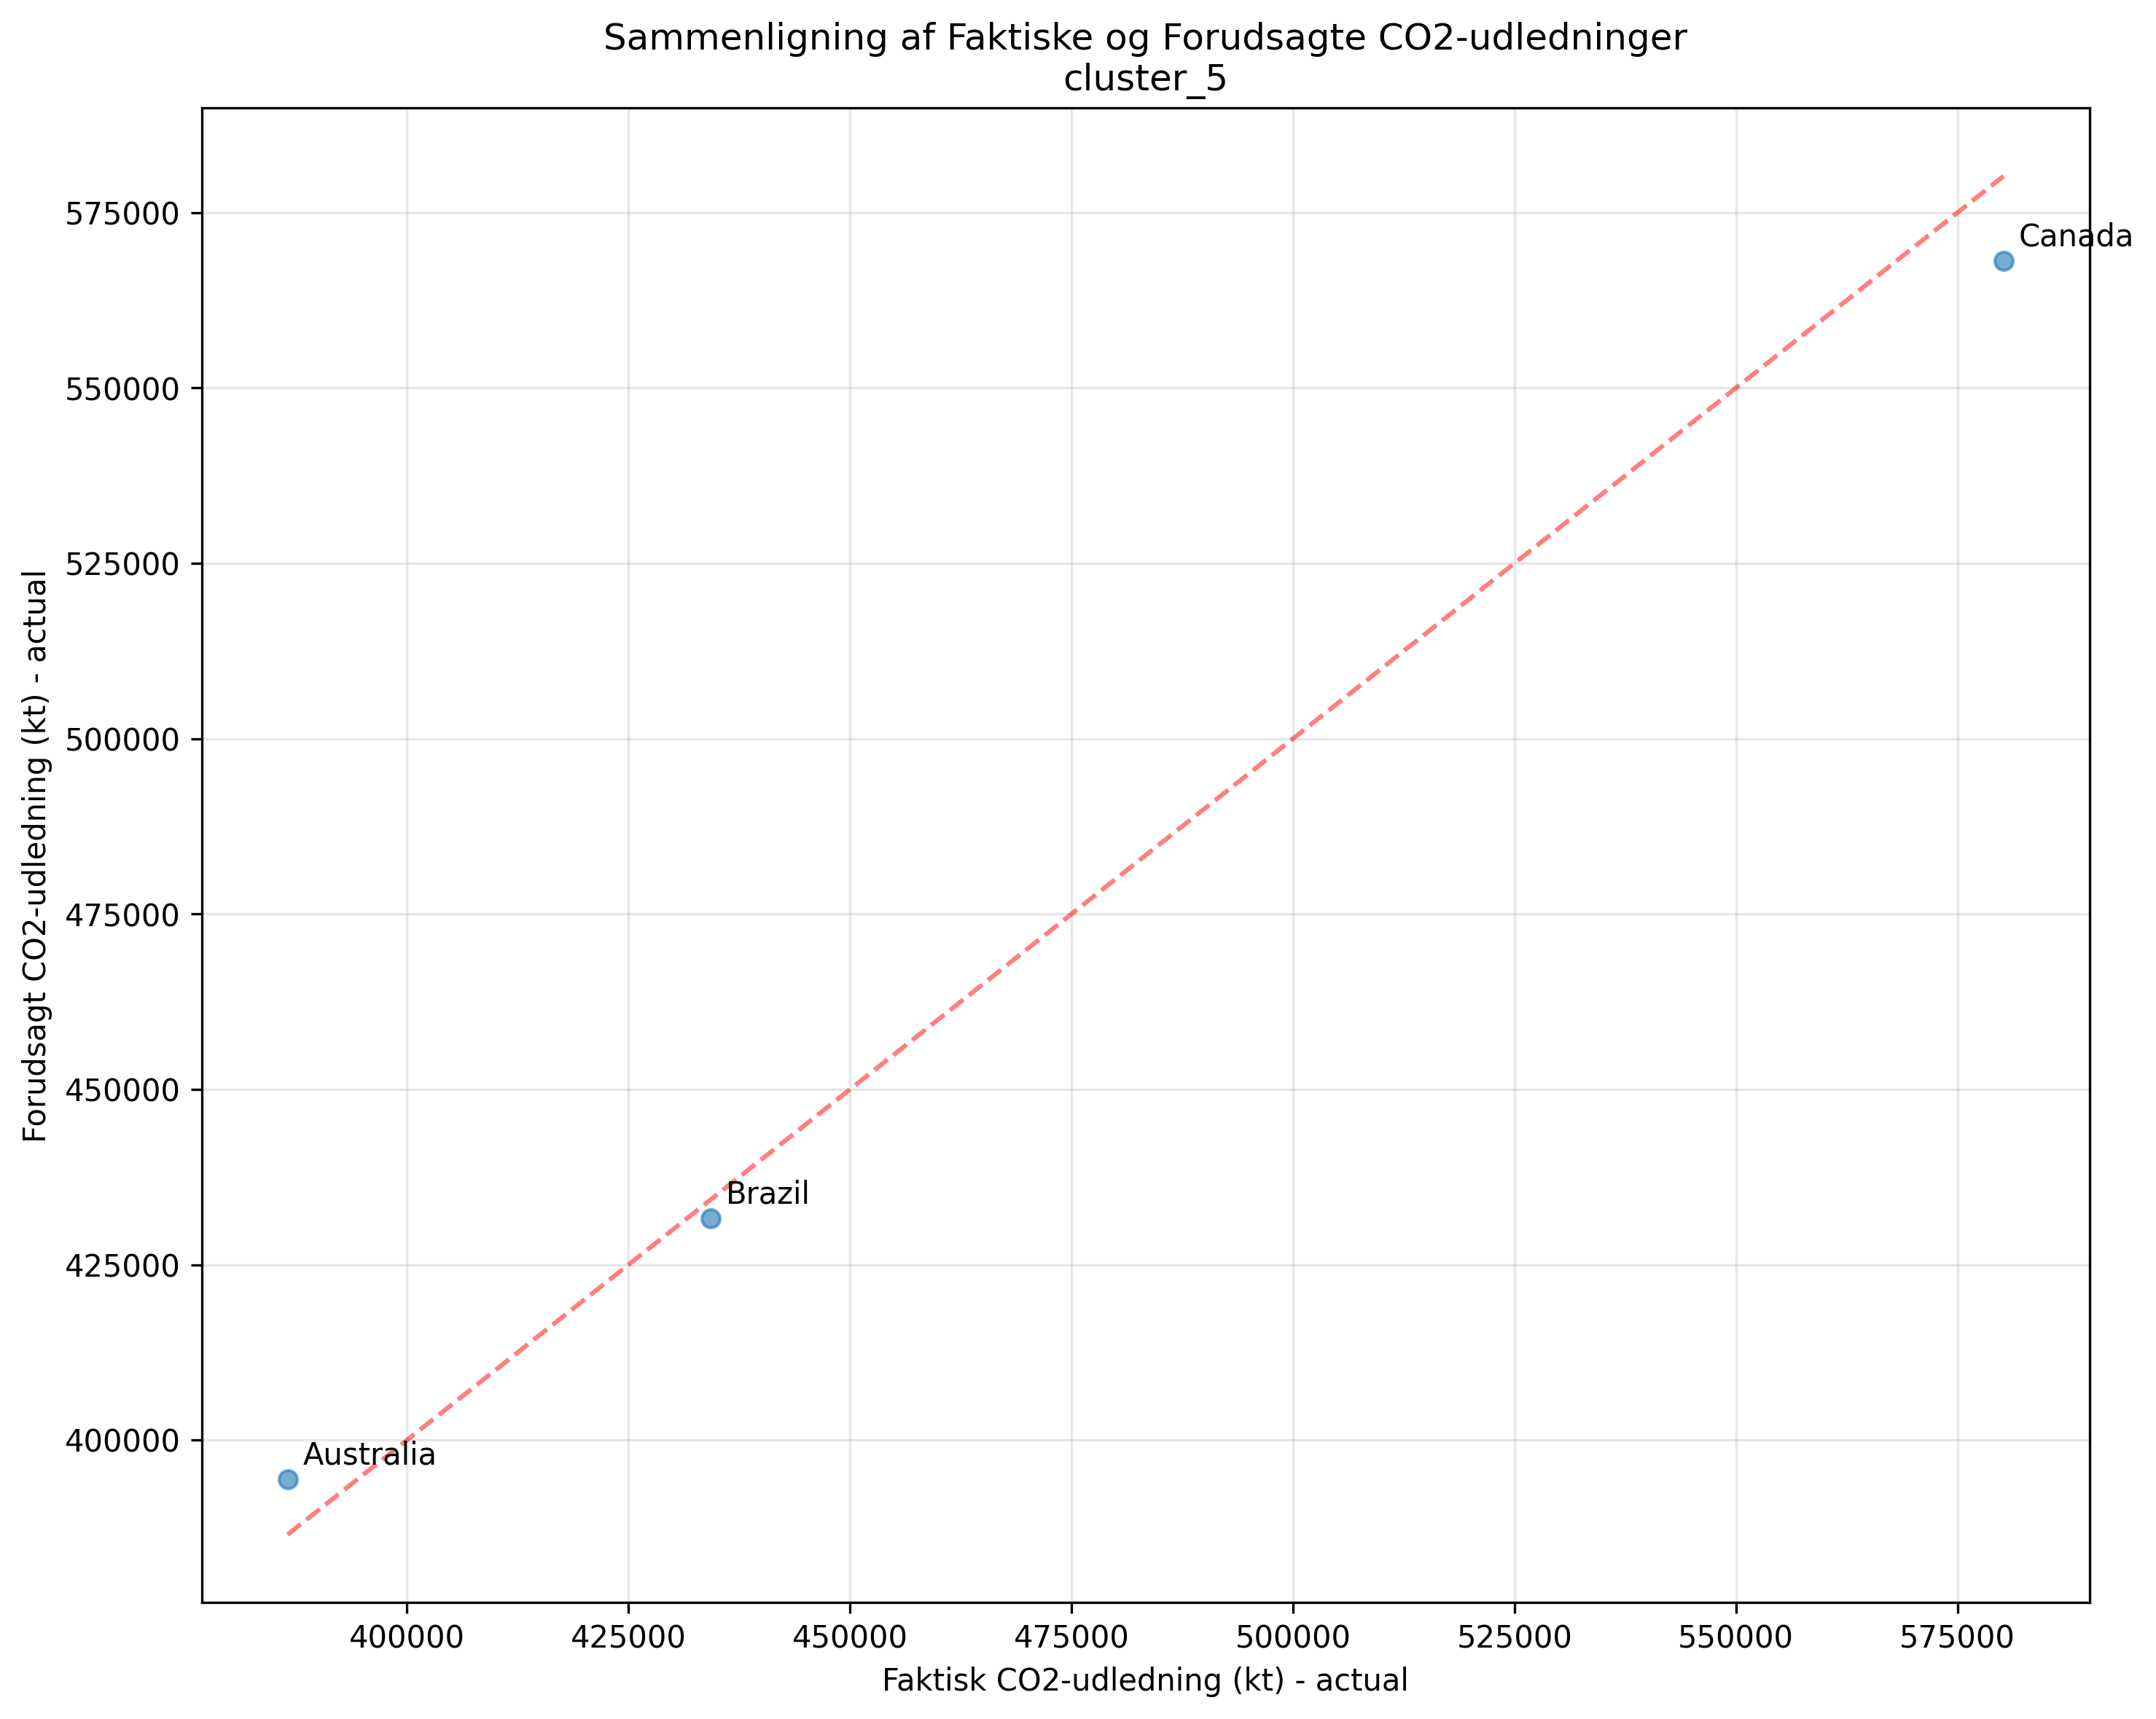 Sammenligning af Faktiske og Forudsagte CO2-udledninger
cluster_5
Forudsagt CO2-udledning (kt) - actual
575000
550000
525000
500000
475000
450000
425000
400000
Canada
Brazil
Australia
400000
425000
450000
475000
500000
525000
550000
575000
Faktisk CO2-udledning (kt) - actual